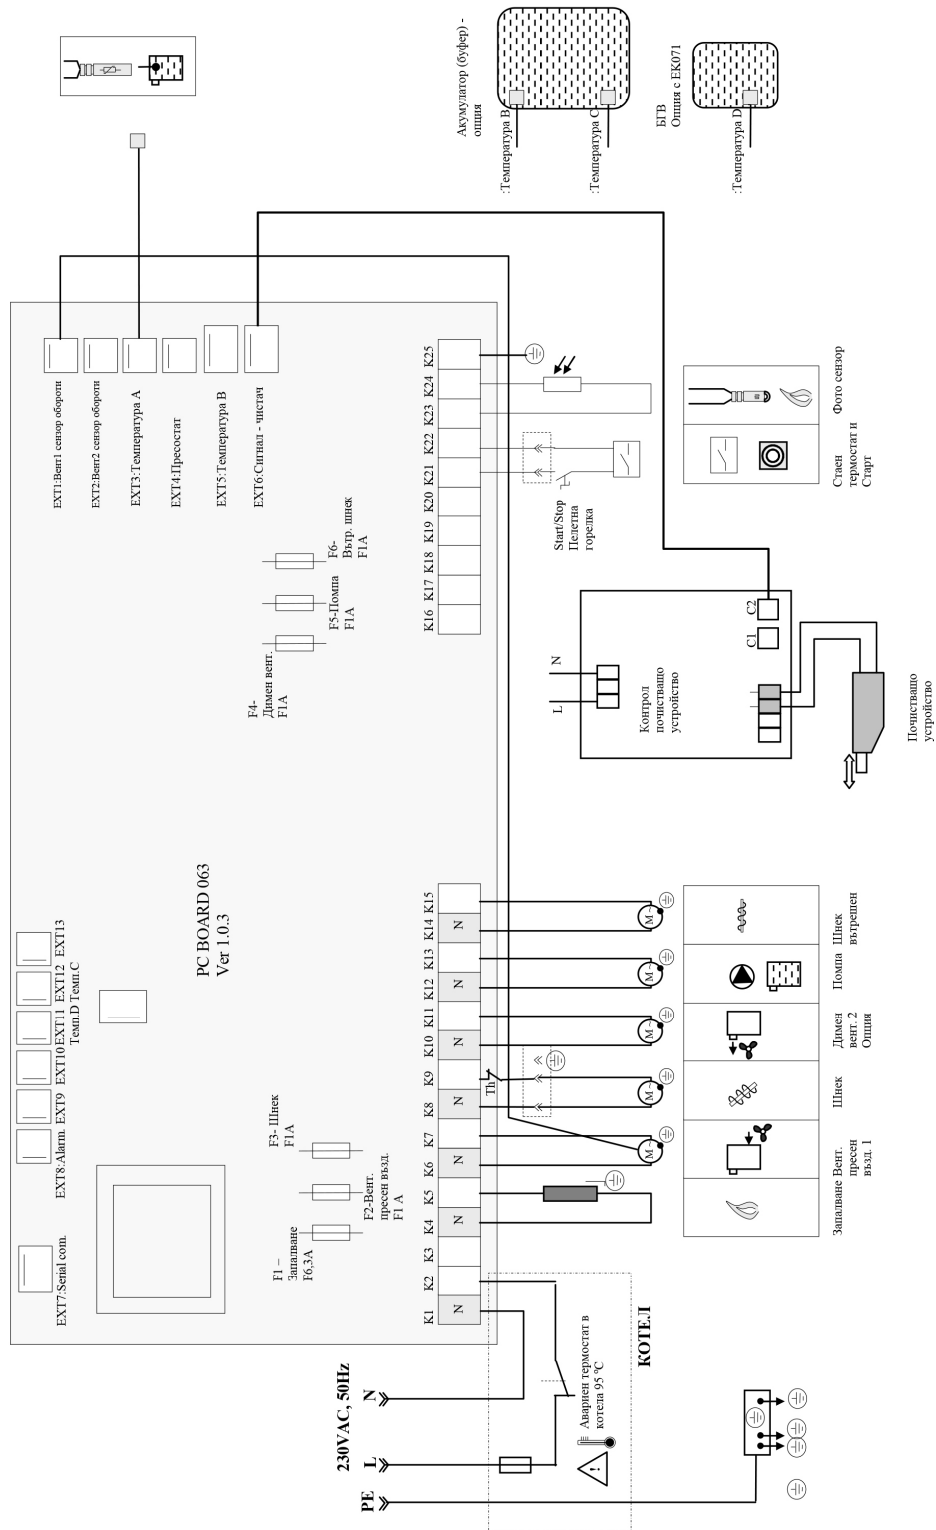 230VAC, 50Hz
PE
L
N
КОТЕЛ
Авариен термостат в
котела 95 °C
!
PC BOARD 063
Ver 1.0.3
EXT7:Serial com.
EXT8:Alarm.
EXT9
EXT10
EXT11
EXT12
EXT13
Темп.D
Темп.C
F1 –
Запалване
F6,3A
F2-Вент.
пресен възд.
F1 A
F3- Шнек
F1A
F4-
Димен вент.
F1A
F5-Помпа
F1A
F6-
Вътр. шнек
F1A
EXT1:Вент1 сензор обороти
EXT2:Вент2 сензор обороти
EXT3:Температура A
EXT4:Пресостат
EXT5:Температура B
EXT6:Сигнал - чистач
K1
K2
K3
K4
K5
K6
K7
K8
K9
K10
K11
K12
K13
K14
K15
N
N
N
N
N
N
N
K16
K17
K18
K19
K20
K21
K22
K23
K24
K25
Th
M ~
M ~
M ~
M ~
M ~
Запалване
Вент.
пресен
възд. 1
Шнек
Димен
вент. 2
Опция
Помпа
Шнек
вътрешен
Start/Stop
Пелетна
горелка
L
N
Контрол
почистващо
устройство
C1
C2
Почистващо
устройство
Стаен
термостат и
Старт
Фото сензор
Акумулатор (буфер) -
опция
:Температура B
:Температура C
БГВ
Опция с EK071
:Температура D